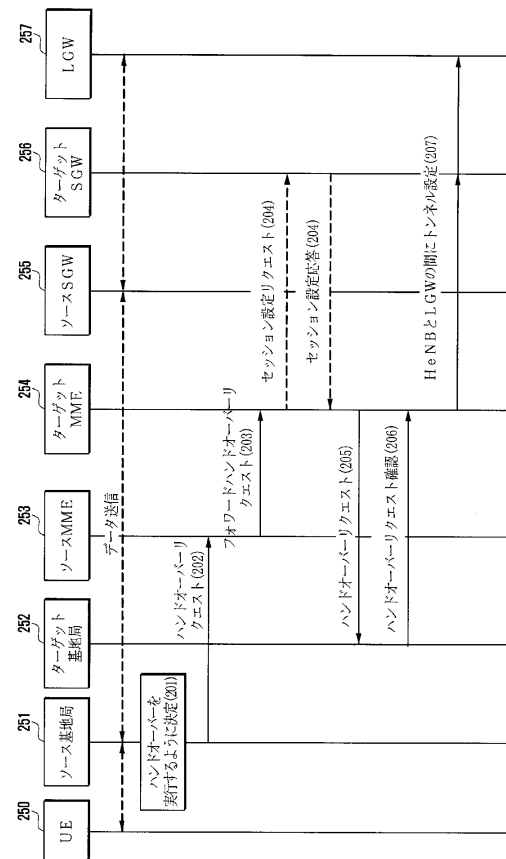 250
UE
251
ソース基地局
252
ターゲット
基地局
253
ソースMME
254
ターゲット
MME
255
ソースSGW
256
ターゲット
SGW
257
LGW
データ送信
ハンドオーバーを
実行するように決定(201)
ハンドオーバーリ
クエスト(202)
フォワードハンドオーバーリ
クエスト(203)
セッション設定リクエスト(204)
セッション設定応答(204)
ハンドオーバーリクエスト(205)
ハンドオーバーリクエスト確認(206)
HeNBとLGWの間にトンネル設定(207)